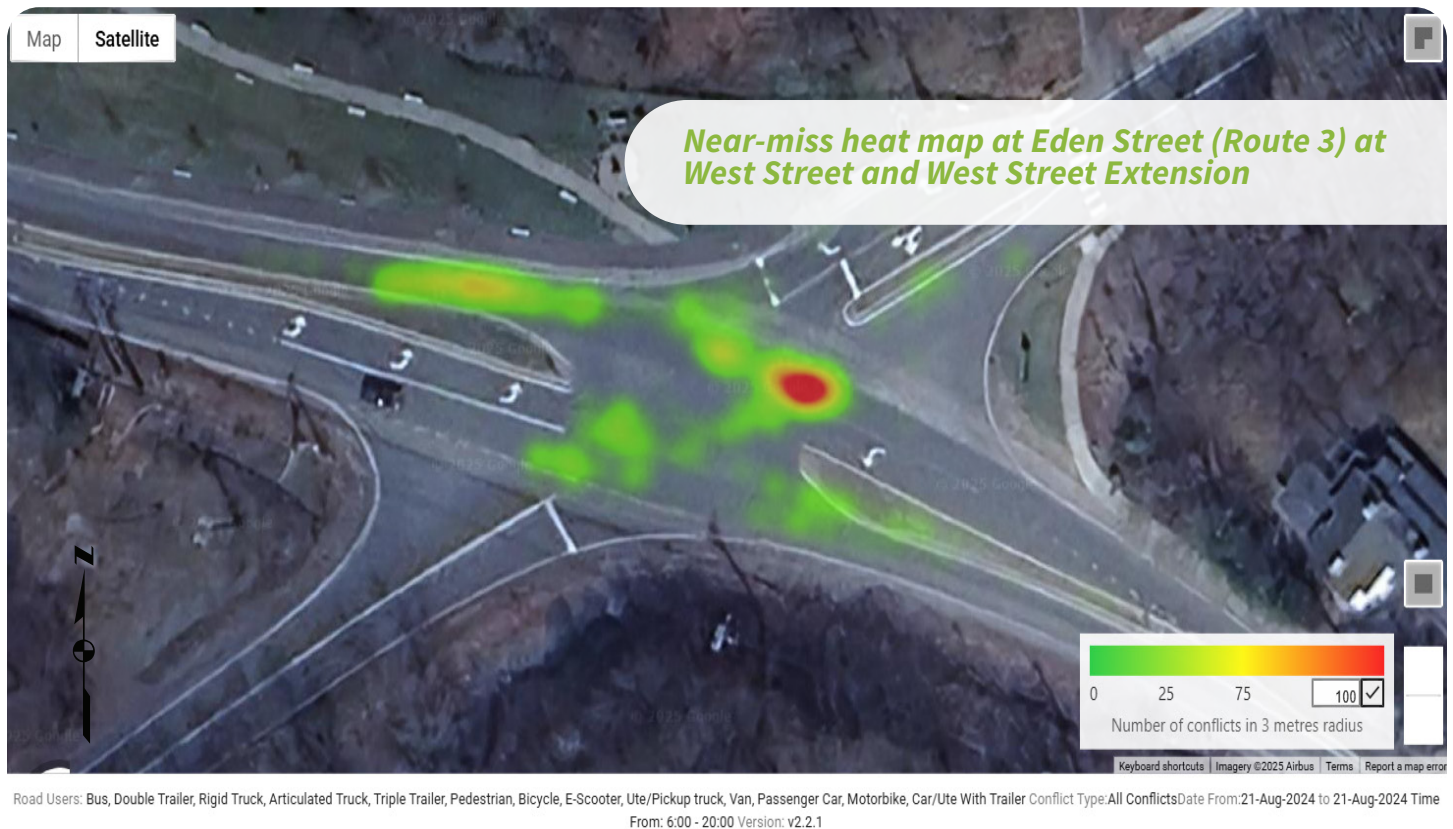 Map Satellite
Near-miss heat map at Eden Street (Route 3) at
West Street and West Street Extension
© 2025 Google
N
0 25 75 100
Number of conflicts in 3 metres radius
Keyboard shortcuts Imagery ©2025 Airbus Terms Report a map error
Road Users: Bus, Double Trailer, Rigid Truck, Articulated Truck, Triple Trailer, Pedestrian, Bicycle, E-Scooter, Ute/Pickup truck, Van, Passenger Car, Motorbike, Car/Ute With Trailer Conflict Type:All ConflictsDate From:21-Aug-2024 to 21-Aug-2024 Time
From: 6:00 - 20:00 Version: v2.2.1